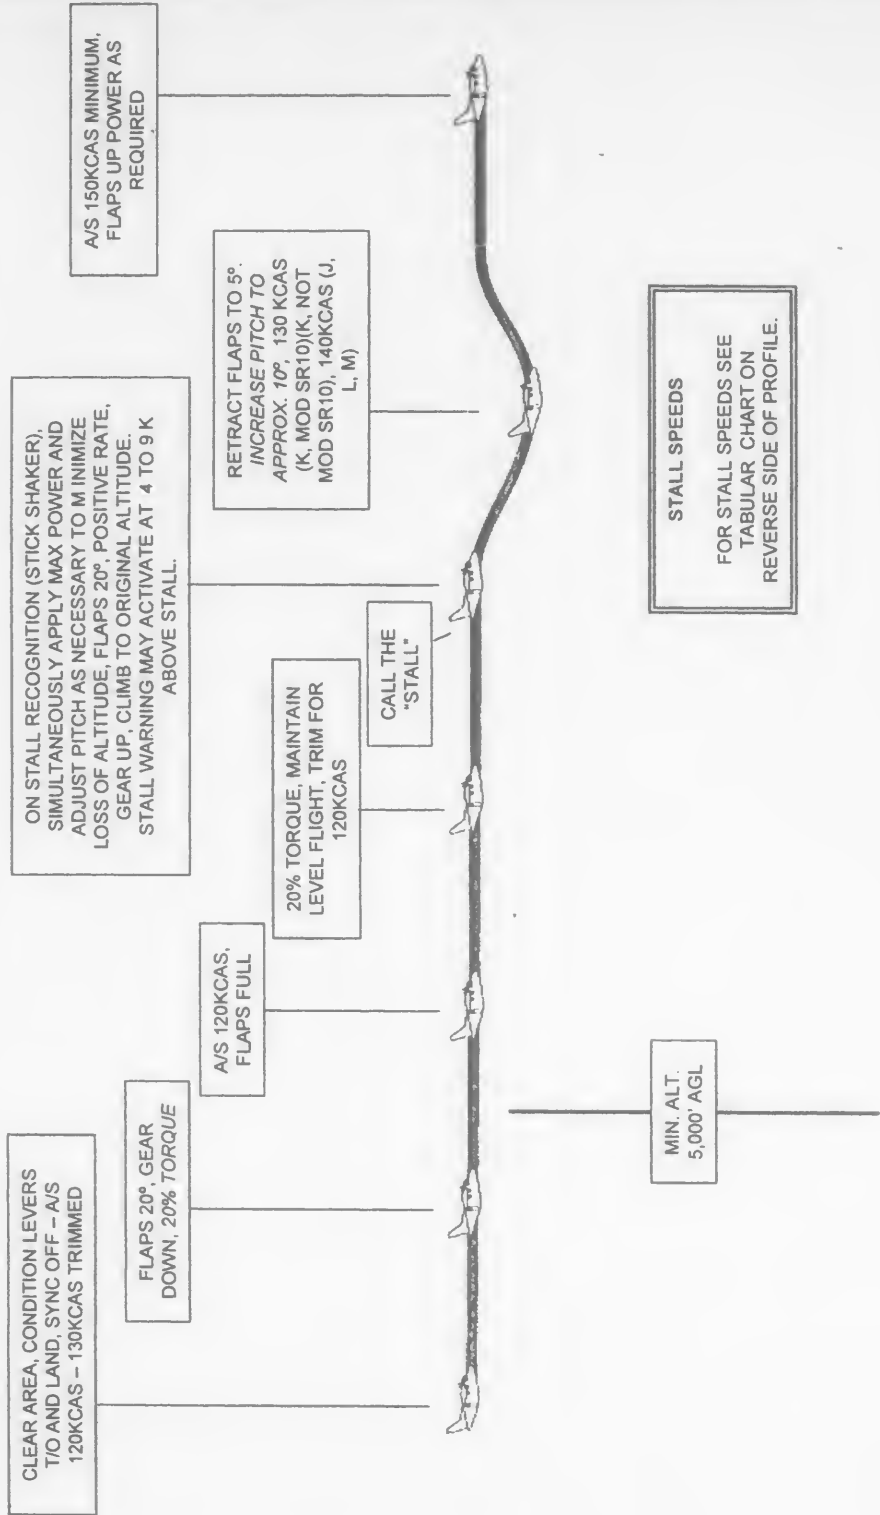 CLEAR AREA, CONDITION LEVERS
T/O AND LAND, SYNC OFF – A/S
120KCAS – 130KCAS TRIMMED
FLAPS 20º, GEAR
DOWN, 20% TORQUE
A/S 120KCAS,
FLAPS FULL
20% TORQUE, MAINTAIN
LEVEL FLIGHT, TRIM FOR
120KCAS
CALL THE
"STALL"
ON STALL RECOGNITION (STICK SHAKER),
SIMULTANEOUSLY APPLY MAX POWER AND
ADJUST PITCH AS NECESSARY TO M INIMIZE
LOSS OF ALTITUDE, FLAPS 20º, POSITIVE RATE,
GEAR UP, CLIMB TO ORIGINAL ALTITUDE.
STALL WARNING MAY ACTIVATE AT 4 TO 9 K
ABOVE STALL.
RETRACT FLAPS TO 5º.
INCREASE PITCH TO
APPROX. 10º, 130 KCAS
(K, MOD SR10)(K, NOT
MOD SR10), 140KCAS (J,
L, M)
A/S 150KCAS MINIMUM,
FLAPS UP POWER AS
REQUIRED
MIN. ALT.
5,000' AGL
STALL SPEEDS
FOR STALL SPEEDS SEE
TABULAR CHART ON
REVERSE SIDE OF PROFILE.